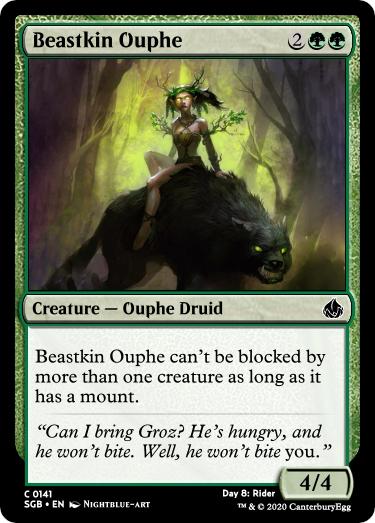 Beastkin Ouphe 2
Creature — Ouphe Druid
Beastkin Ouphe can't be blocked by
more than one creature as long as it
has a mount.
“Can I bring Groz? He's hungry, and
he won't bite. Well, he won't bite you.”
4/4
C 0141
SGB • EN NIGHTBLUE-ART
Day 8: Rider
™ & © 2020 CanterburyEgg